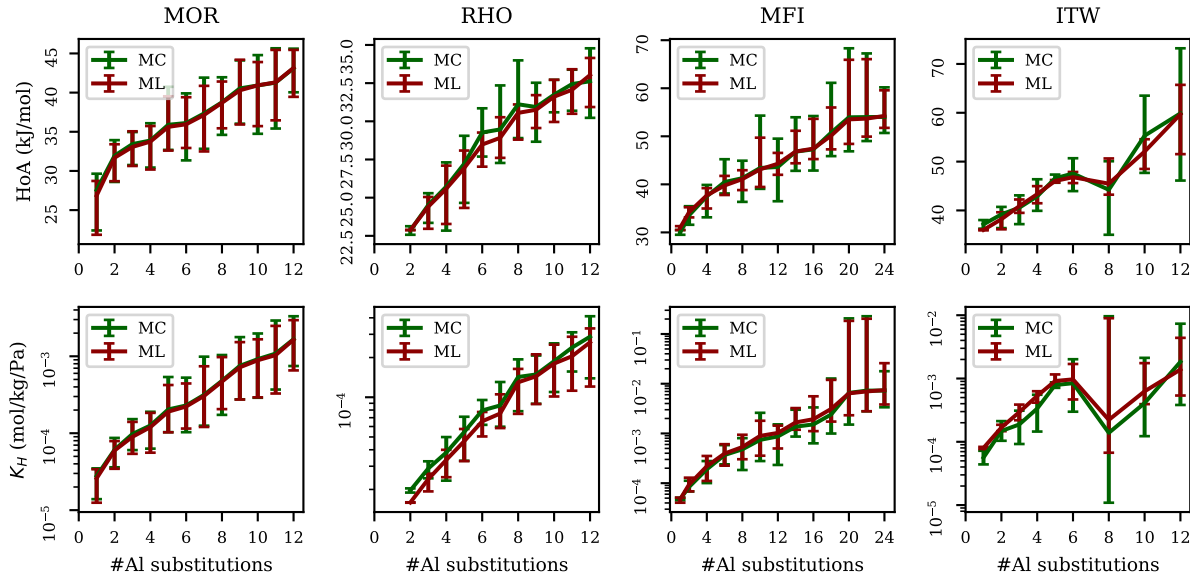 MOR
RHO
MFI
ITW
HoA (kJ/mol)
45
40
35
30
25
MC
ML
0 2 4 6 8 10 12
35.0
32.5
30.0
27.5
25.0
22.5
MC
ML
0 2 4 6 8 10 12
70
60
50
40
30
MC
ML
0 4 8 12 16 20 24
70
60
50
40
MC
ML
0 2 4 6 8 10 12
K_H (mol/kg/Pa)
10⁻³
10⁻⁴
10⁻⁵
MC
ML
0 2 4 6 8 10 12
#Al substitutions
10⁻⁴
MC
ML
0 2 4 6 8 10 12
#Al substitutions
10⁻¹
10⁻²
10⁻³
10⁻⁴
MC
ML
0 4 8 12 16 20 24
#Al substitutions
10⁻²
10⁻³
10⁻⁴
10⁻⁵
MC
ML
0 2 4 6 8 10 12
#Al substitutions